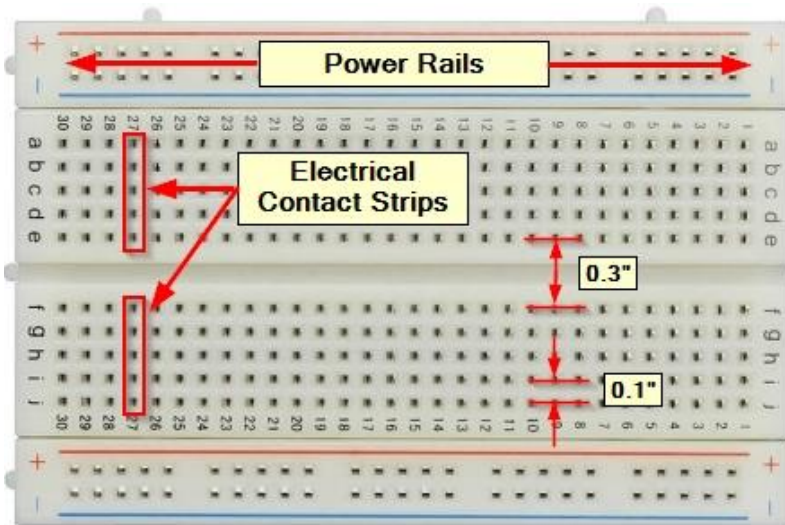 + +
Power Rails
− −
30 29 28 27 26 25 24 23 22 21 20 19 18 17 16 15 14 13 12 11 10 9 8 7 6 5 4 3 2 1
a a
b b
Electrical
Contact Strips
c c
d d
e e
0.3"
f f
g g
h h
i i
0.1"
j j
30 29 28 27 26 25 24 23 22 21 20 19 18 17 16 15 14 13 12 11 10 9 8 7 6 5 4 3 2 1
+ +
− −